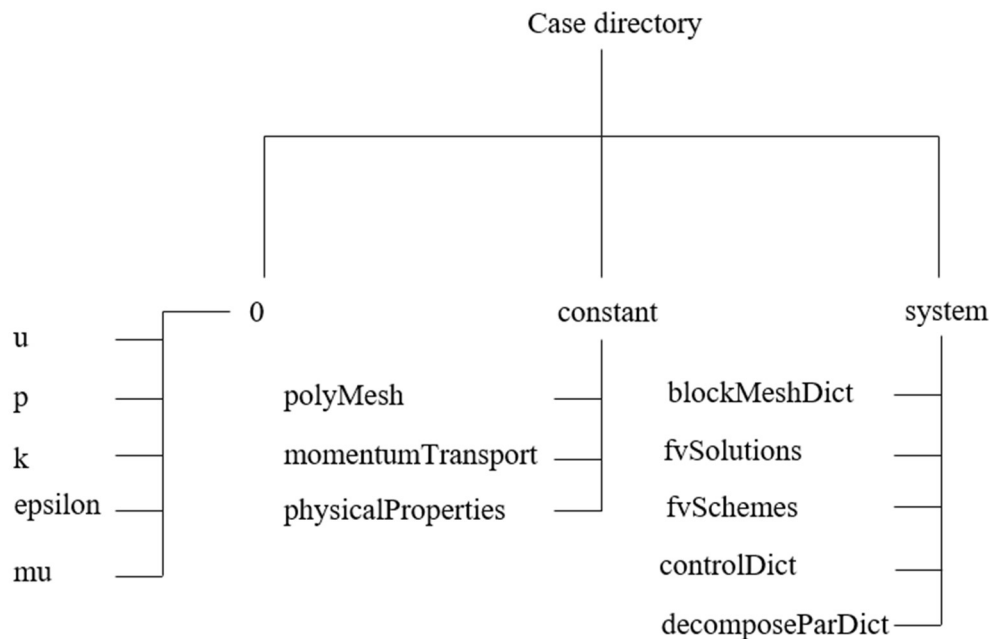 Case directory
0
constant
system
u
p
k
epsilon
mu
polyMesh
momentumTransport
physicalProperties
blockMeshDict
fvSolutions
fvSchemes
controlDict
decomposeParDict